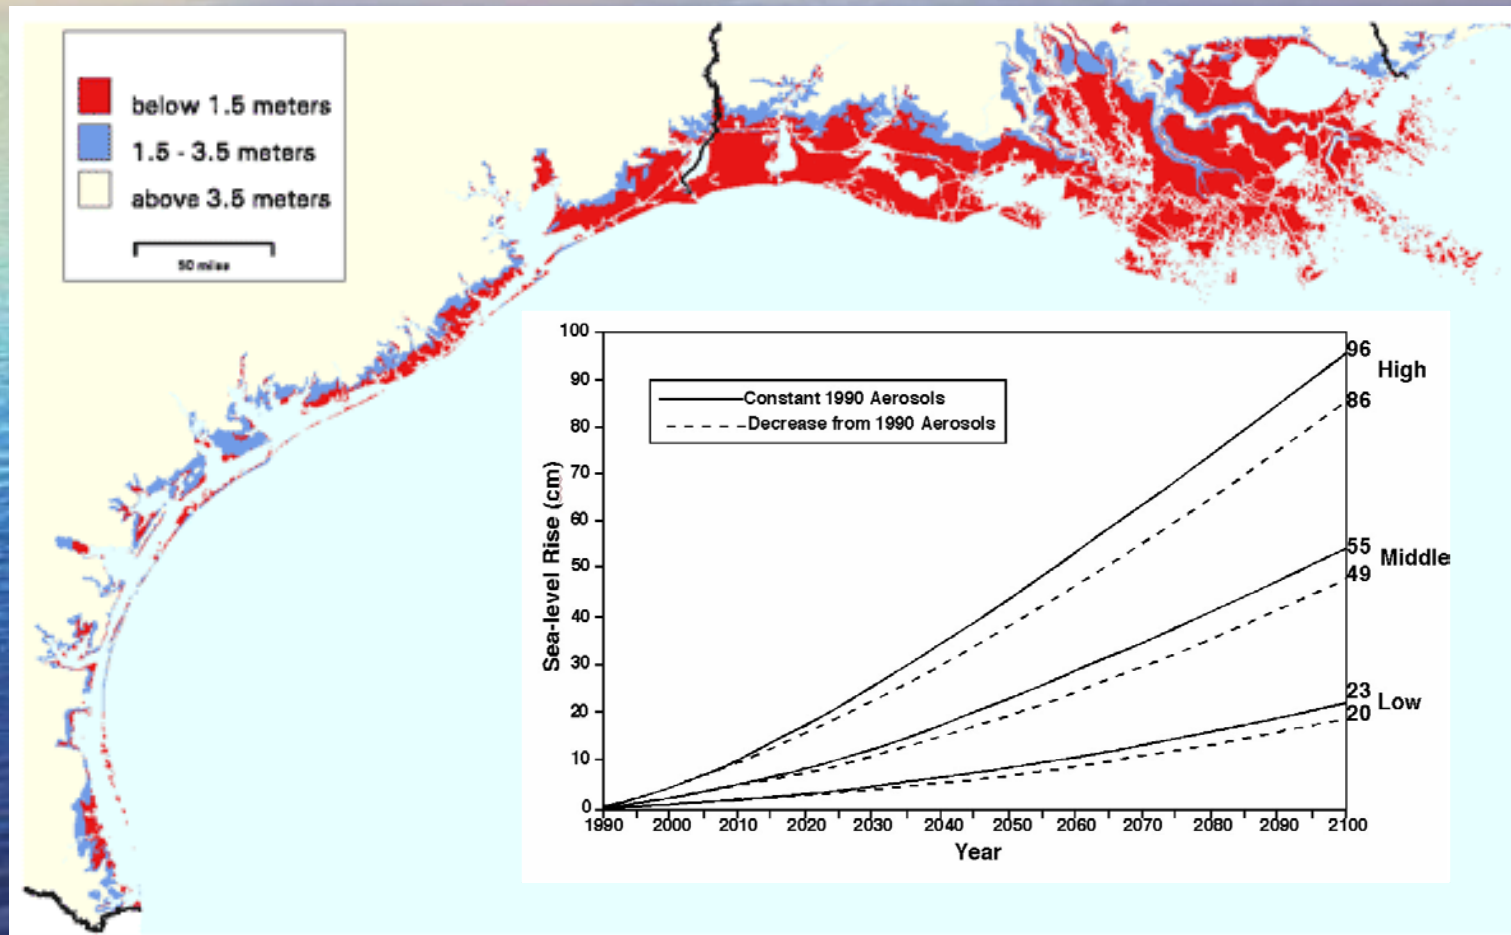 below 1.5 meters
1.5 - 3.5 meters
above 3.5 meters
50 miles
100
90
80
70
60
50
40
30
20
10
0
Sea-level Rise (cm)
Constant 1990 Aerosols
Decrease from 1990 Aerosols
96
High
86
55
Middle
49
23
Low
20
1990 2000 2010 2020 2030 2040 2050 2060 2070 2080 2090 2100
Year